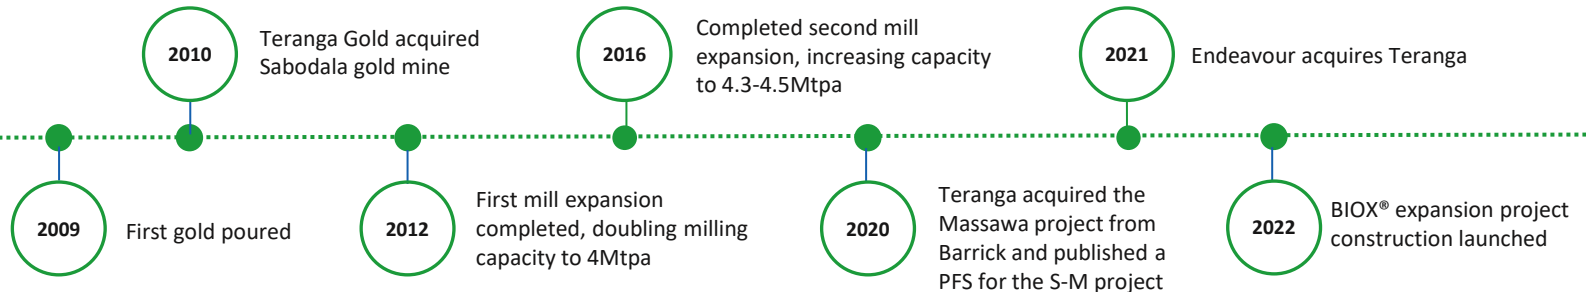 2009
First gold poured
2010
Teranga Gold acquired
Sabodala gold mine
2012
First mill expansion
completed, doubling milling
capacity to 4Mtpa
2016
Completed second mill
expansion, increasing capacity
to 4.3-4.5Mtpa
2020
Teranga acquired the
Massawa project from
Barrick and published a
PFS for the S-M project
2021
Endeavour acquires Teranga
2022
BIOX® expansion project
construction launched